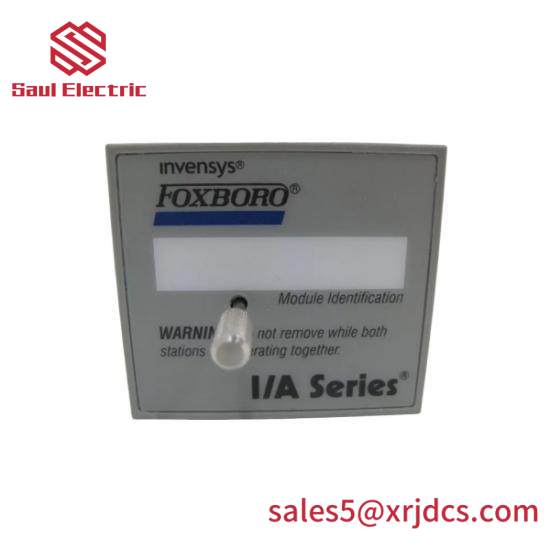 Saul Electric
invensys®
FOXBORO®
Module Identification
WARNIN not remove while both
stations erating together.
I/A Series®
sales5@xrjdcs.com